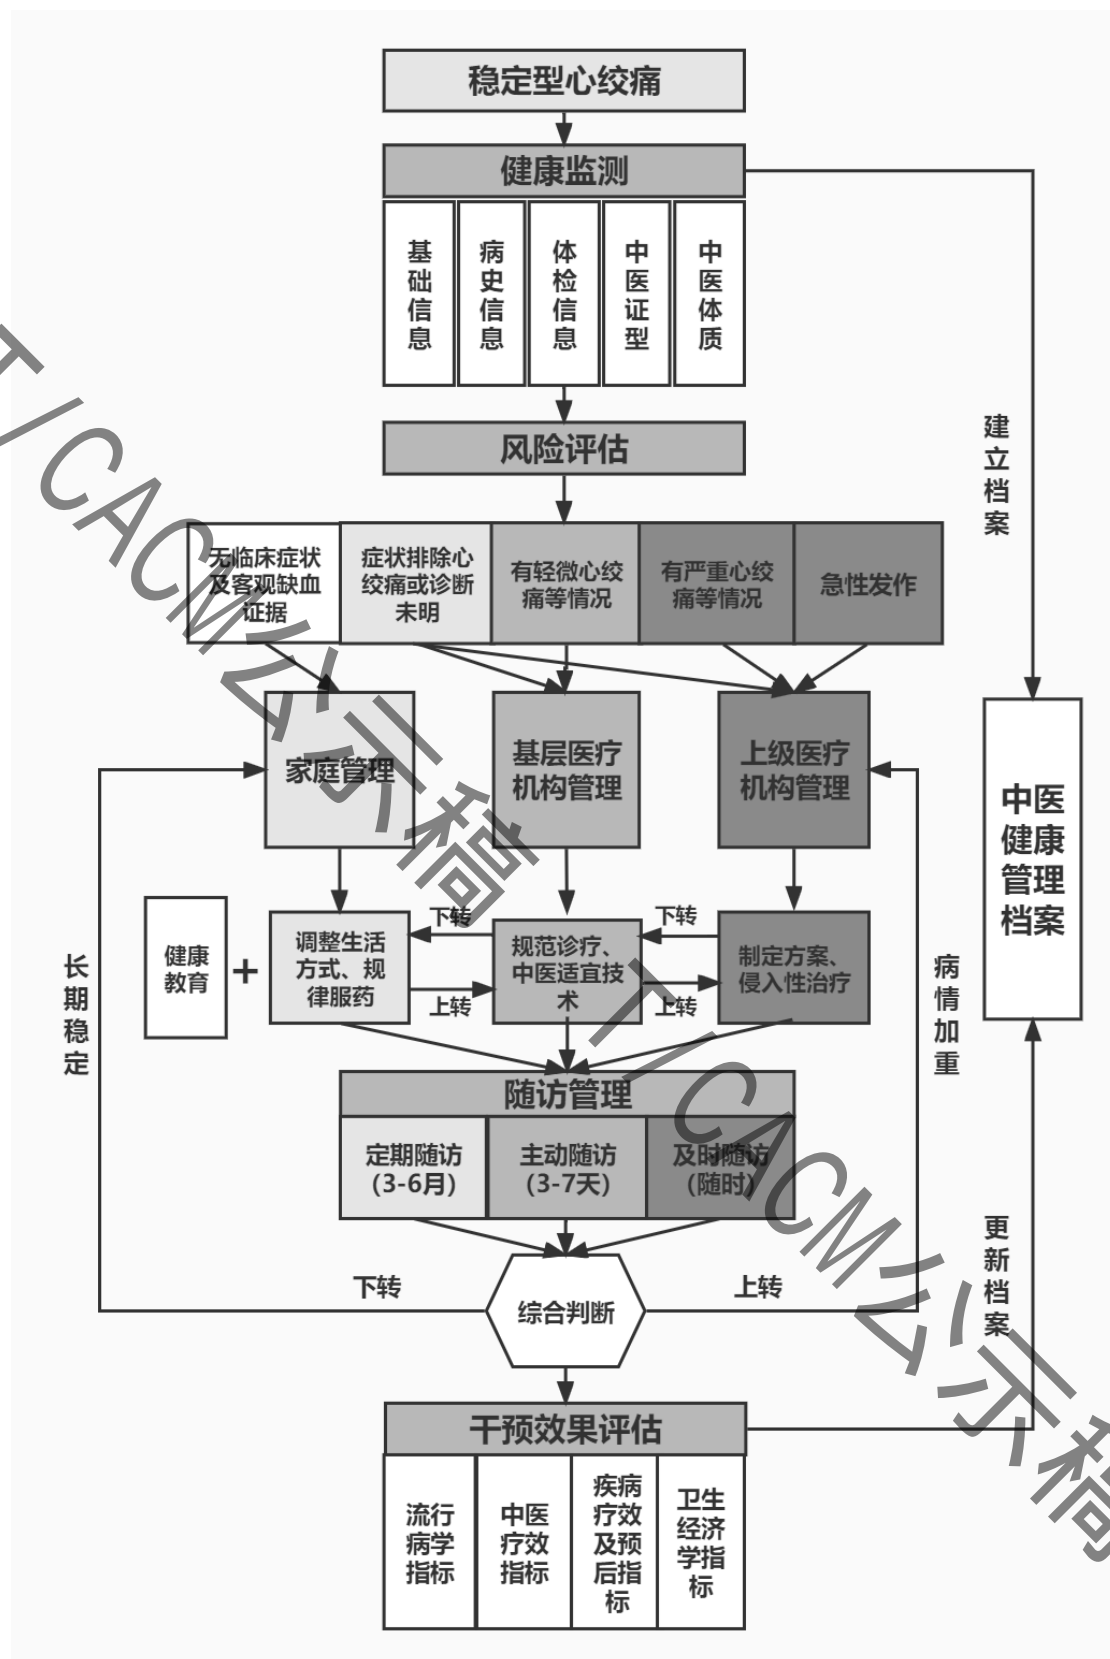 稳定型心绞痛
健康监测
基础信息
病史信息
体检信息
中医证型
中医体质
风险评估
建立档案
无临床症状
及客观缺血
证据
症状排除心
绞痛或诊断
未明
有轻微心绞
痛等情况
有严重心绞
痛等情况
急性发作
家庭管理
基层医疗
机构管理
上级医疗
机构管理
中医
健康
管理
档案
长期稳定
健康
教育
+
调整生活
方式、规
律服药
下转
上转
规范诊疗、
中医适宜技
术
下转
上转
制定方案、
侵入性治疗
病情加重
随访管理
定期随访
(3-6月)
主动随访
(3-7天)
及时随访
(随时)
下转
综合判断
上转
更新档案
干预效果评估
流行
病学
指标
中医
疗效
指标
疾病
疗效
及预
后指
标
卫生
经济
学指
标
T/CACM公示稿
T/CACM公示稿